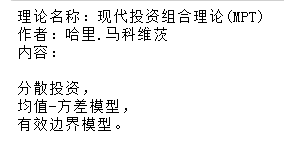 理论名称：现代投资组合理论(MPT)
作者：哈里.马科维茨
内容：
分散投资，
均值-方差模型，
有效边界模型。